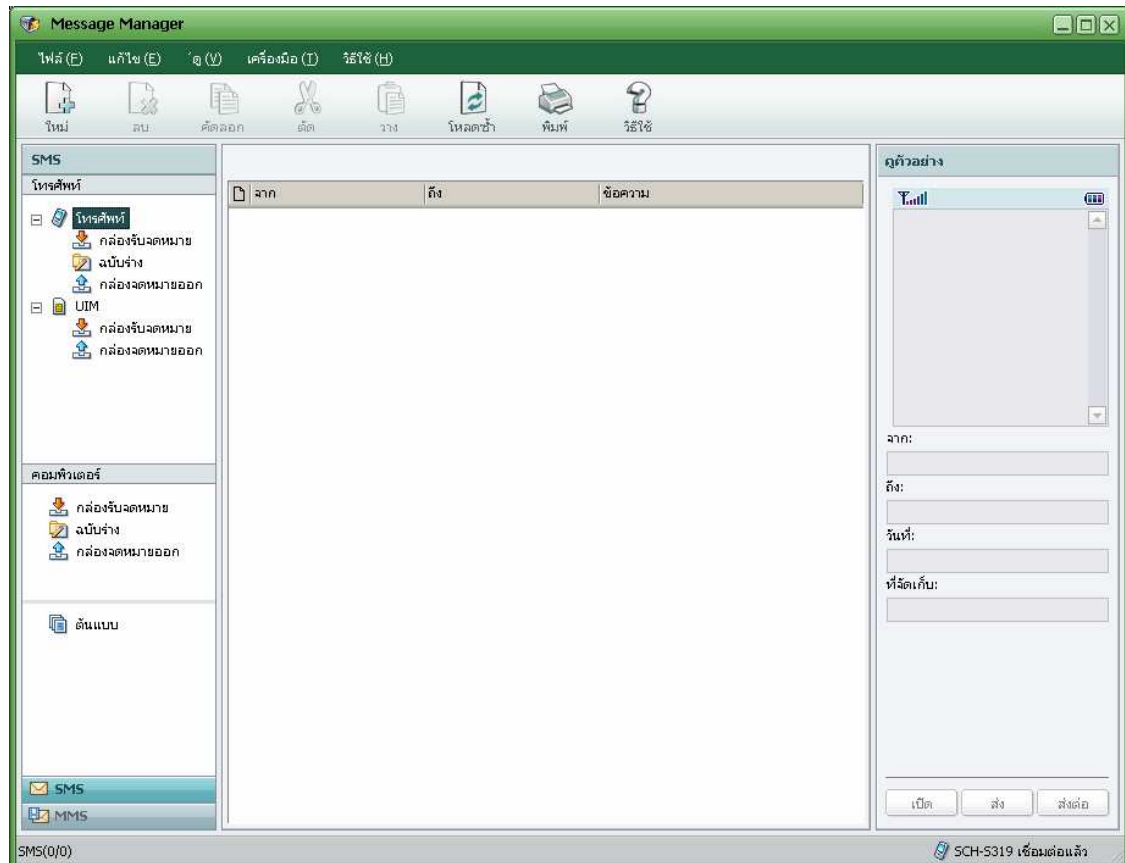 Message Manager
ไฟล์ (F) แก้ไข (E) ่ดู (V) เครื่องมือ (T) วิธีใช้ (H)
ใหม่ ลบ คัดลอก ตัด วาง โหลดซ้ำ พิมพ์ วิธีใช้
SMS
โทรศัพท์
โทรศัพท์
กล่องรับจดหมาย
ฉบับร่าง
กล่องจดหมายออก
UIM
กล่องรับจดหมาย
กล่องจดหมายออก
คอมพิวเตอร์
กล่องรับจดหมาย
ฉบับร่าง
กล่องจดหมายออก
ต้นแบบ
SMS
MMS
จาก ถึง ข้อความ
ดูตัวอย่าง
จาก:
ถึง:
วันที่:
ที่จัดเก็บ:
เปิด ส่ง ส่งต่อ
SMS(0/0) SCH-S319 เชื่อมต่อแล้ว